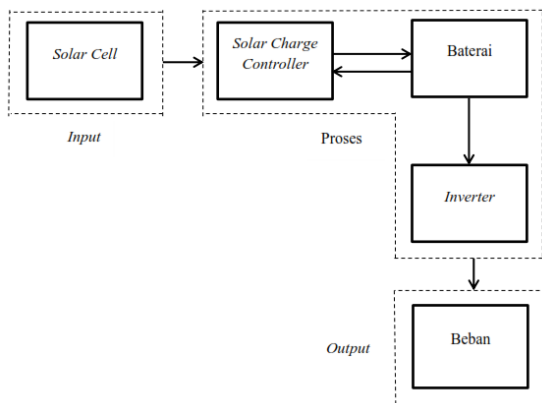 Solar Cell
Solar Charge
Controller
Baterai
Input
Proses
Inverter
Output
Beban